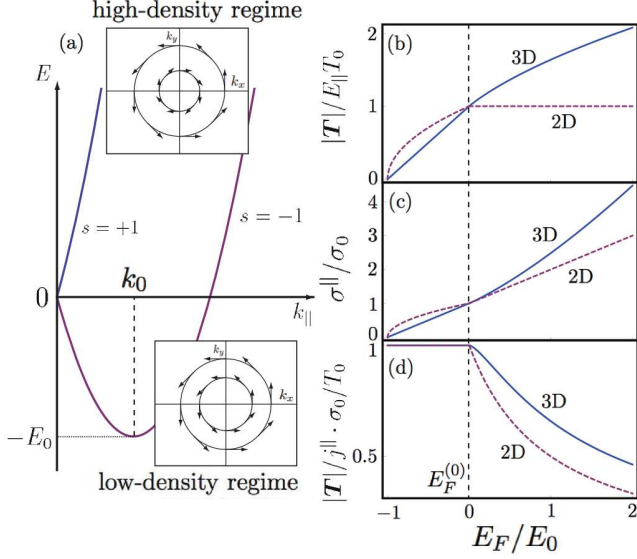 high-density regime
(a)
E
k_y
k_x
s = +1
s = −1
k_0
0
k_||
k_y
k_x
−E_0
low-density regime
(b)
|T|/E_||T_0
2
1
0
3D
2D
(c)
σ^||/σ_0
4
3
2
1
0
3D
2D
(d)
|T|/j^|| · σ_0/T_0
1
0.5
3D
2D
E_F^(0)
−1
0
1
2
E_F/E_0